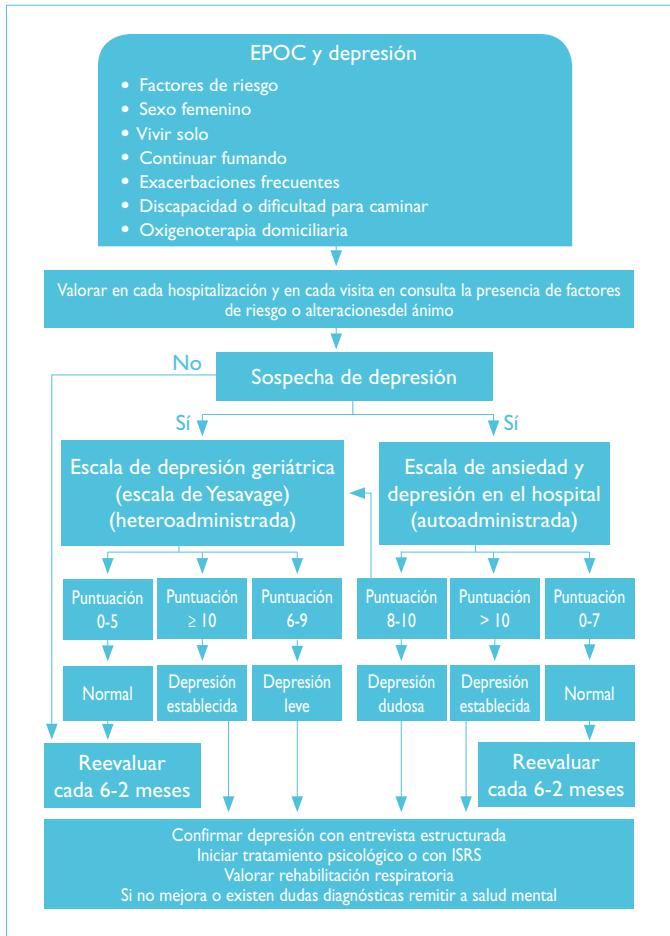 EPOC y depresión
• Factores de riesgo
• Sexo femenino
• Vivir solo
• Continuar fumando
• Exacerbaciones frecuentes
• Discapacidad o dificultad para caminar
• Oxigenoterapia domiciliaria
Valorar en cada hospitalización y en cada visita en consulta la presencia de factores
de riesgo o alteracionesdel ánimo
No
Sospecha de depresión
Sí
Sí
Escala de depresión geriátrica
(escala de Yesavage)
(heteroadministrada)
Escala de ansiedad y
depresión en el hospital
(autoadministrada)
Puntuación
0-5
Puntuación
≥ 10
Puntuación
6-9
Puntuación
8-10
Puntuación
> 10
Puntuación
0-7
Normal
Depresión
establecida
Depresión
leve
Depresión
dudosa
Depresión
establecida
Normal
Reevaluar
cada 6-2 meses
Reevaluar
cada 6-2 meses
Confirmar depresión con entrevista estructurada
Iniciar tratamiento psicológico o con ISRS
Valorar rehabilitación respiratoria
Si no mejora o existen dudas diagnósticas remitir a salud mental